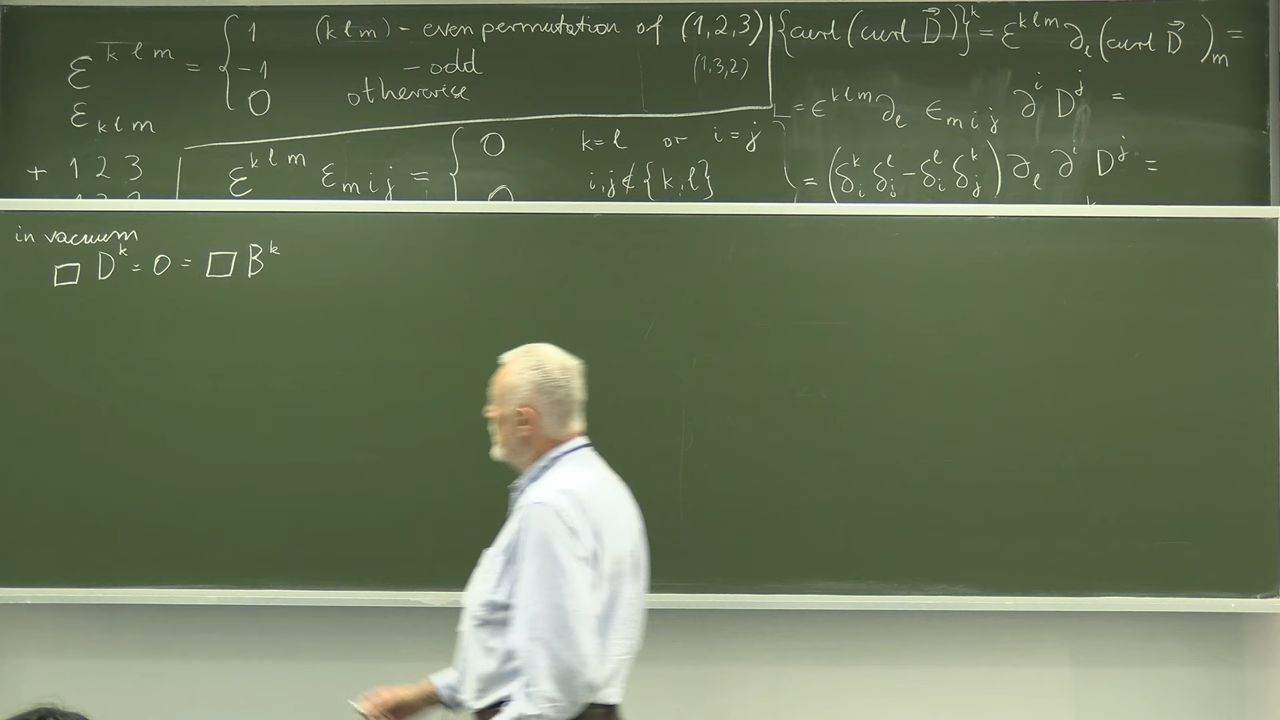 ε^{klm} = { 1 (klm) - even permutation of (1,2,3)
-1 - odd (1,3,2)
0 otherwise
ε_{klm}
+ 1 2 3
ε^{klm} ε_{mij} = { 0 k=l or i=j
0 i,j ∉ {k,l}
{curl (curl D⃗)}^k = ε^{klm} ∂_l (curl D⃗)_m =
= ε^{klm} ∂_l ε_{mij} ∂^i D^j =
= (δ^k_i δ^l_j - δ^l_i δ^k_j) ∂_l ∂^i D^j =
in vacuum
□ D^k = 0 = □ B^k